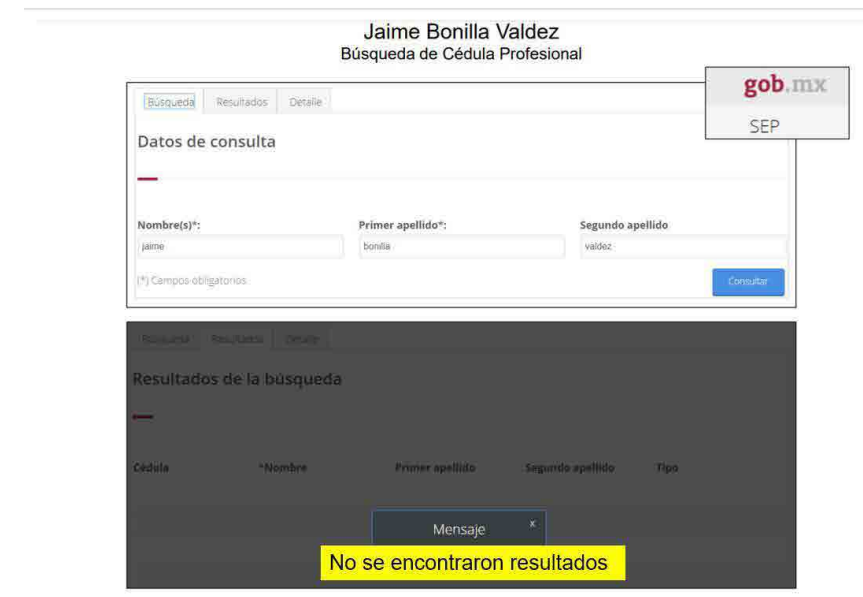 Jaime Bonilla Valdez
Búsqueda de Cédula Profesional
gob.mx
SEP
Búsqueda Resultados Detalle
Datos de consulta
Nombre(s)*: Primer apellido*: Segundo apellido
jaime bonilla valdez
(*) Campos obligatorios
Consultar
Búsqueda Resultados Detalle
Resultados de la búsqueda
Cédula *Nombre Primer apellido Segundo apellido Tipo
Mensaje x
No se encontraron resultados